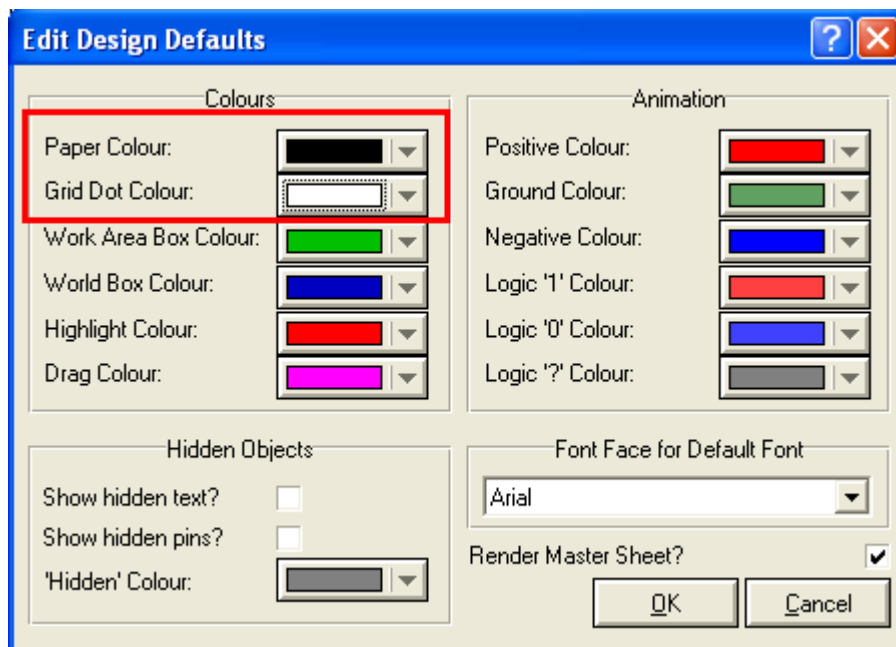 Edit Design Defaults
Colours
Paper Colour:
Grid Dot Colour:
Work Area Box Colour:
World Box Colour:
Highlight Colour:
Drag Colour:
Animation
Positive Colour:
Ground Colour:
Negative Colour:
Logic '1' Colour:
Logic '0' Colour:
Logic '?' Colour:
Hidden Objects
Show hidden text?
Show hidden pins?
'Hidden' Colour:
Font Face for Default Font
Arial
Render Master Sheet?
OK
Cancel